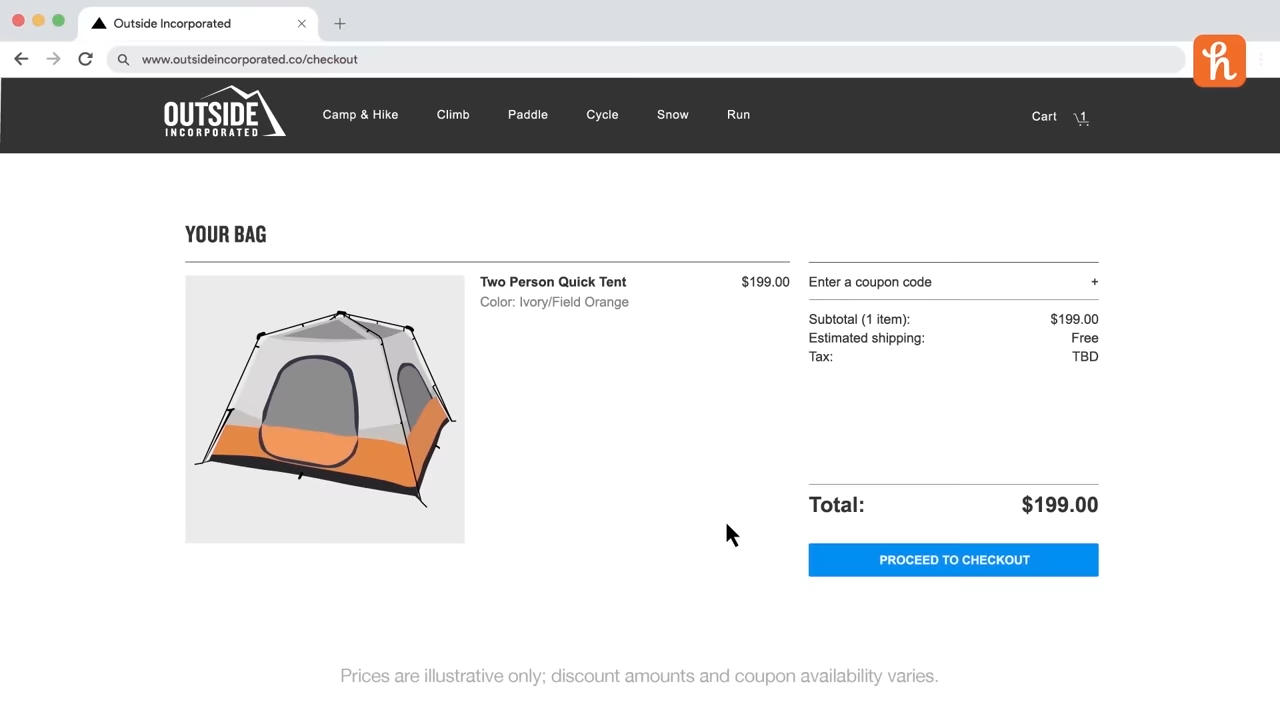 Outside Incorporated
www.outsideincorporated.co/checkout
h
OUTSIDE
INCORPORATED
Camp & Hike Climb Paddle Cycle Snow Run
Cart 1
YOUR BAG
Two Person Quick Tent $199.00
Color: Ivory/Field Orange
Enter a coupon code +
Subtotal (1 item): $199.00
Estimated shipping: Free
Tax: TBD
Total: $199.00
PROCEED TO CHECKOUT
Prices are illustrative only; discount amounts and coupon availability varies.